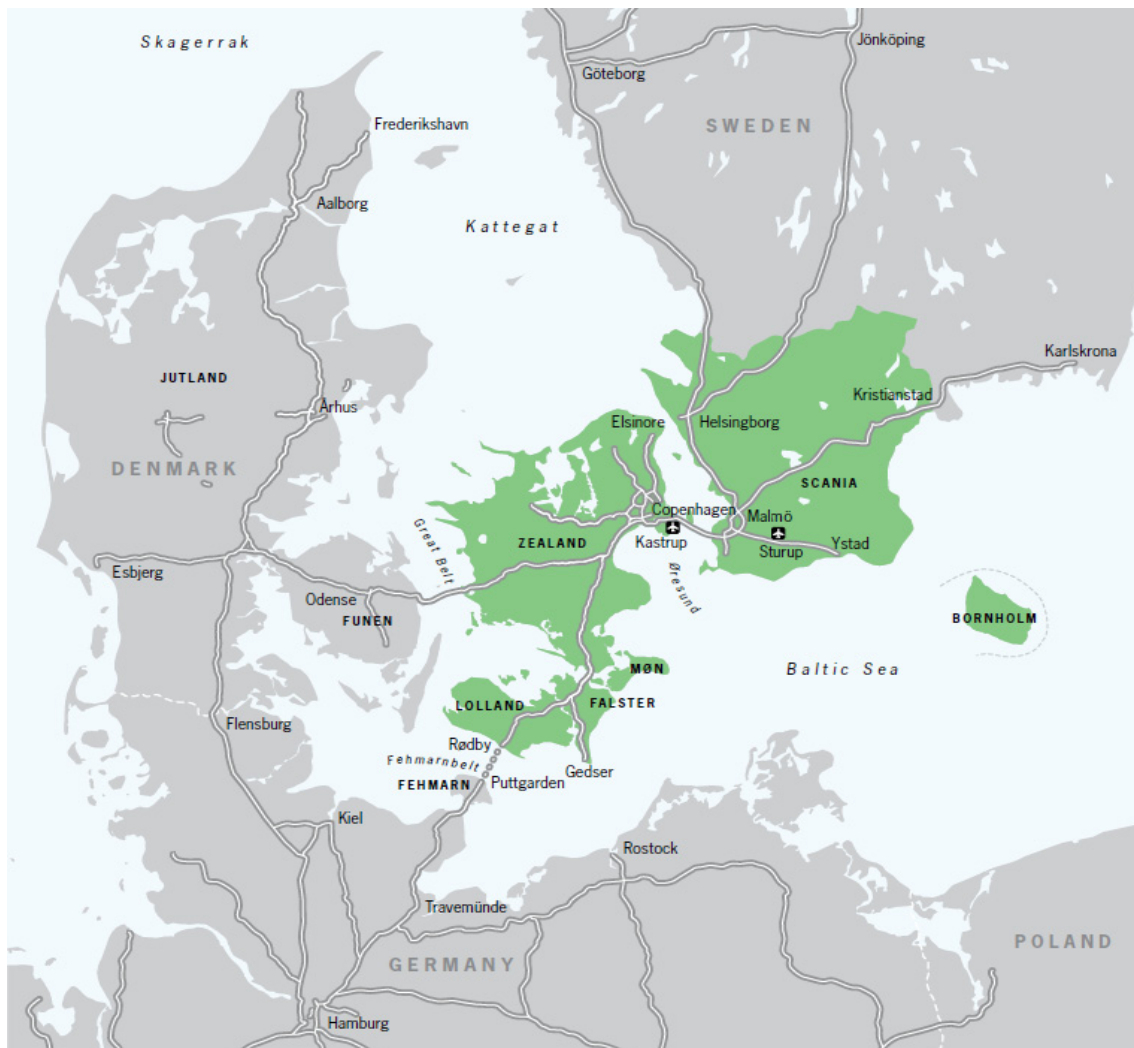 Skagerrak
Jönköping
Göteborg
Frederikshavn
SWEDEN
Aalborg
Kattegat
Karlskrona
JUTLAND
Kristianstad
Århus
Elsinore
Helsingborg
DENMARK
SCANIA
Copenhagen
Malmö
Great Belt
ZEALAND
Kastrup
Sturup
Ystad
Esbjerg
Øresund
Odense
FUNEN
BORNHOLM
MØN
Baltic Sea
LOLLAND
FALSTER
Flensburg
Rødby
Fehmarnbelt
Gedser
FEHMARN
Puttgarden
Kiel
Rostock
Travemünde
POLAND
GERMANY
Hamburg